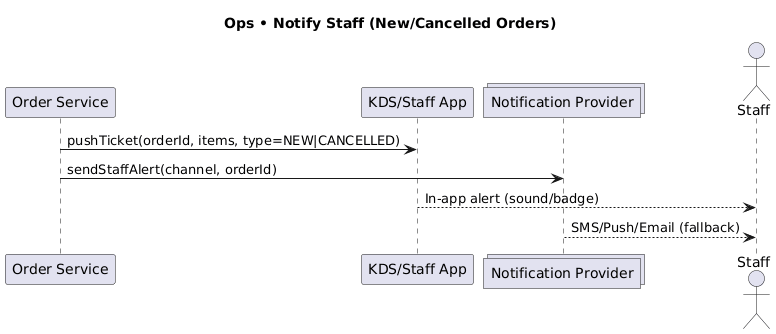 Ops • Notify Staff (New/Cancelled Orders)
Order Service
KDS/Staff App
Notification Provider
Staff
pushTicket(orderId, items, type=NEW|CANCELLED)
sendStaffAlert(channel, orderId)
In-app alert (sound/badge)
SMS/Push/Email (fallback)
Order Service
KDS/Staff App
Notification Provider
Staff